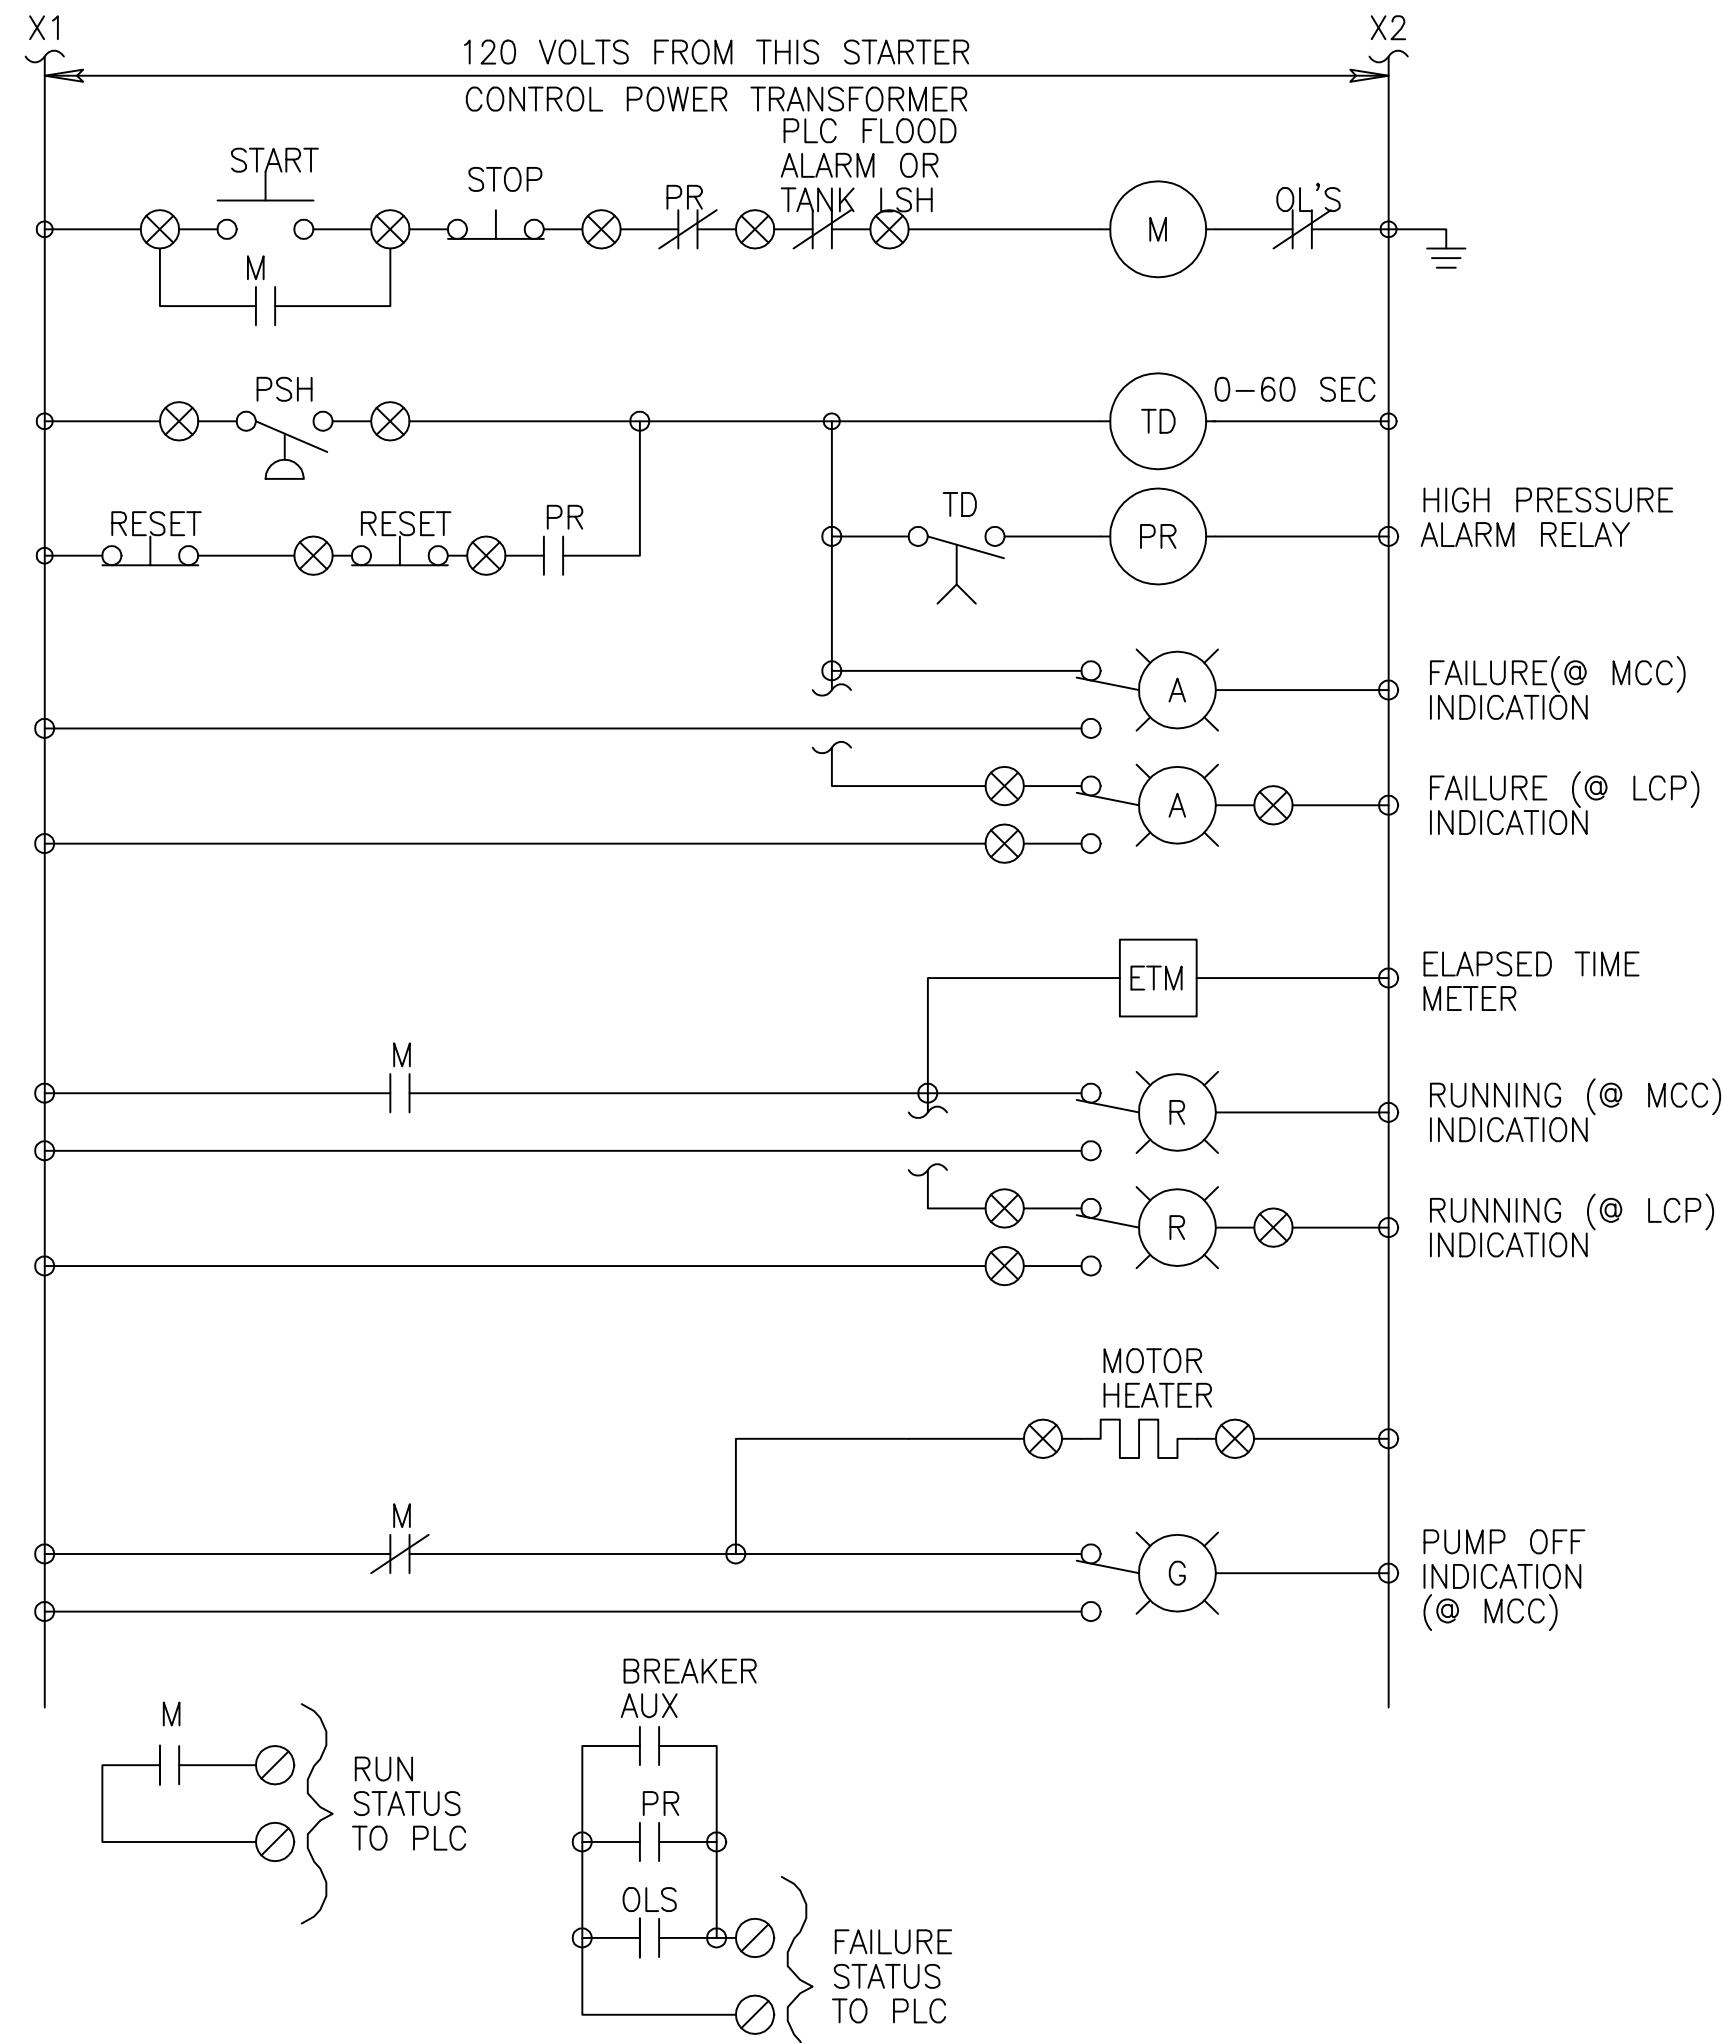 X1
X2
120 VOLTS FROM THIS STARTER
CONTROL POWER TRANSFORMER
PLC FLOOD
ALARM OR
TANK LSH
START
STOP
PR
M
OL'S
M
PSH
TD
0-60 SEC
RESET
RESET
PR
TD
PR
HIGH PRESSURE
ALARM RELAY
A
FAILURE(@ MCC)
INDICATION
A
FAILURE (@ LCP)
INDICATION
ETM
ELAPSED TIME
METER
M
R
RUNNING (@ MCC)
INDICATION
R
RUNNING (@ LCP)
INDICATION
MOTOR
HEATER
M
G
PUMP OFF
INDICATION
(@ MCC)
M
RUN
STATUS
TO PLC
BREAKER
AUX
PR
OLS
FAILURE
STATUS
TO PLC